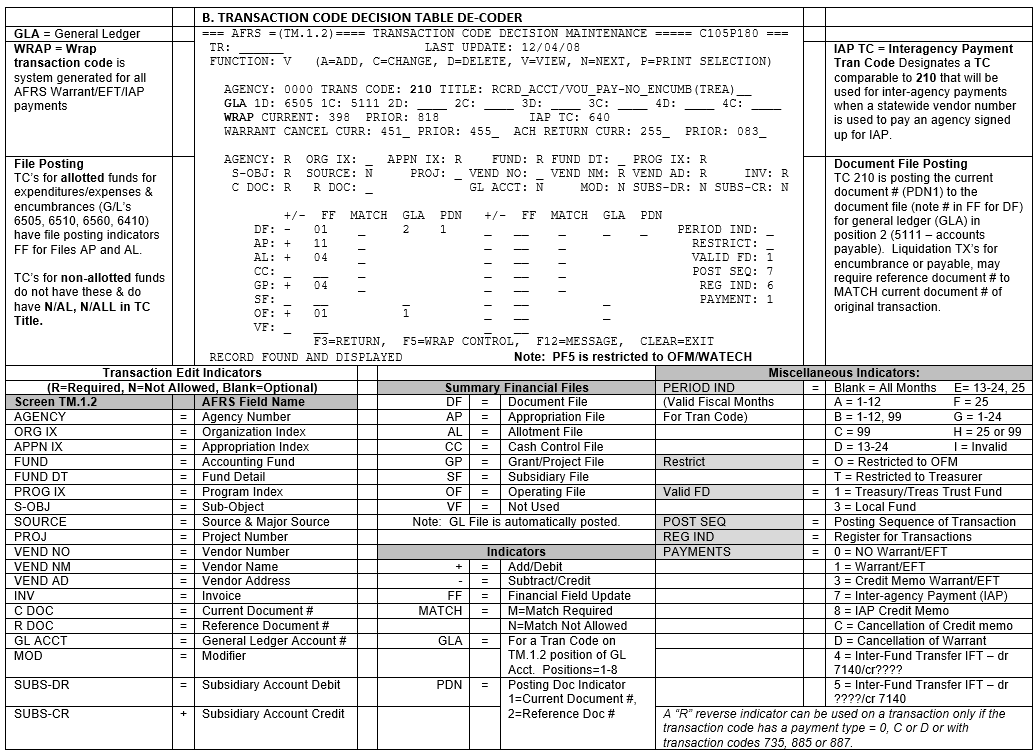 B. TRANSACTION CODE DECISION TABLE DE-CODER
GLA = General Ledger
WRAP = Wrap
transaction code is
system generated for all
AFRS Warrant/EFT/IAP
payments
File Posting
TC's for allotted funds for
expenditures/expenses &
encumbrances (G/L's
6505, 6510, 6560, 6410)
have file posting indicators
FF for Files AP and AL.
TC's for non-allotted funds
do not have these & do
have N/AL, N/ALL in TC
Title.
=== AFRS =(TM.1.2)==== TRANSACTION CODE DECISION MAINTENANCE ===== C105P180 ===
TR: ______ LAST UPDATE: 12/04/08
FUNCTION: V (A=ADD, C=CHANGE, D=DELETE, V=VIEW, N=NEXT, P=PRINT SELECTION)
AGENCY: 0000 TRANS CODE: 210 TITLE: RCRD_ACCT/VOU_PAY-NO_ENCUMB(TREA)__
GLA 1D: 6505 1C: 5111 2D: ____ 2C: ____ 3D: ____ 3C: ____ 4D: ____ 4C: ____
WRAP CURRENT: 398 PRIOR: 818 IAP TC: 640
WARRANT CANCEL CURR: 451_ PRIOR: 455_ ACH RETURN CURR: 255_ PRIOR: 083_
AGENCY: R ORG IX: _ APPN IX: R FUND: R FUND DT: _ PROG IX: R
S-OBJ: R SOURCE: N PROJ: _ VEND NO: _ VEND NM: R VEND AD: R INV: R
C DOC: R R DOC: _ GL ACCT: N MOD: N SUBS-DR: N SUBS-CR: N
+/- FF MATCH GLA PDN +/- FF MATCH GLA PDN
DF: _ 01 _ 2 1 _ __ _ _ _ PERIOD IND: _
AP: + 11 _ _ __ _ RESTRICT: _
AL: + 04 _ _ __ _ VALID FD: 1
CC: _ __ _ _ __ _ POST SEQ: 7
GP: + 04 _ _ __ _ REG IND: 6
SF: _ __ _ _ __ _ PAYMENT: 1
OF: + 01 1 _ __ _
VF: _ __ _ __
F3=RETURN, F5=WRAP CONTROL, F12=MESSAGE, CLEAR=EXIT
RECORD FOUND AND DISPLAYED Note: PF5 is restricted to OFM/WATECH
IAP TC = Interagency Payment
Tran Code Designates a TC
comparable to 210 that will be
used for inter-agency payments
when a statewide vendor number
is used to pay an agency signed
up for IAP.
Document File Posting
TC 210 is posting the current
document # (PDN1) to the
document file (note # in FF for DF)
for general ledger (GLA) in
position 2 (5111 – accounts
payable). Liquidation TX's for
encumbrance or payable, may
require reference document # to
MATCH current document # of
original transaction.
Transaction Edit Indicators
(R=Required, N=Not Allowed, Blank=Optional)
Screen TM.1.2 AFRS Field Name
AGENCY = Agency Number
ORG IX = Organization Index
APPN IX = Appropriation Index
FUND = Accounting Fund
FUND DT = Fund Detail
PROG IX = Program Index
S-OBJ = Sub-Object
SOURCE = Source & Major Source
PROJ = Project Number
VEND NO = Vendor Number
VEND NM = Vendor Name
VEND AD = Vendor Address
INV = Invoice
C DOC = Current Document #
R DOC = Reference Document #
GL ACCT = General Ledger Account #
MOD = Modifier
SUBS-DR = Subsidiary Account Debit
SUBS-CR + Subsidiary Account Credit
Summary Financial Files
DF = Document File
AP = Appropriation File
AL = Allotment File
CC = Cash Control File
GP = Grant/Project File
SF = Subsidiary File
OF = Operating File
VF = Not Used
Note: GL File is automatically posted.
Indicators
+ = Add/Debit
- = Subtract/Credit
FF = Financial Field Update
MATCH = M=Match Required
N=Match Not Allowed
GLA = For a Tran Code on
TM.1.2 position of GL
Acct. Positions=1-8
PDN = Posting Doc Indicator
1=Current Document #,
2=Reference Doc #
Miscellaneous Indicators:
PERIOD IND = Blank = All Months E= 13-24, 25
(Valid Fiscal Months A = 1-12 F = 25
For Tran Code) B = 1-12, 99 G = 1-24
C = 99 H = 25 or 99
D = 13-24 I = Invalid
Restrict = O = Restricted to OFM
T = Restricted to Treasurer
Valid FD = 1 = Treasury/Treas Trust Fund
3 = Local Fund
POST SEQ = Posting Sequence of Transaction
REG IND = Register for Transactions
PAYMENTS = 0 = NO Warrant/EFT
1 = Warrant/EFT
3 = Credit Memo Warrant/EFT
7 = Inter-agency Payment (IAP)
8 = IAP Credit Memo
C = Cancellation of Credit memo
D = Cancellation of Warrant
4 = Inter-Fund Transfer IFT – dr
7140/cr????
5 = Inter-Fund Transfer IFT – dr
????/cr 7140
A "R" reverse indicator can be used on a transaction only if the
transaction code has a payment type = 0, C or D or with
transaction codes 735, 885 or 887.